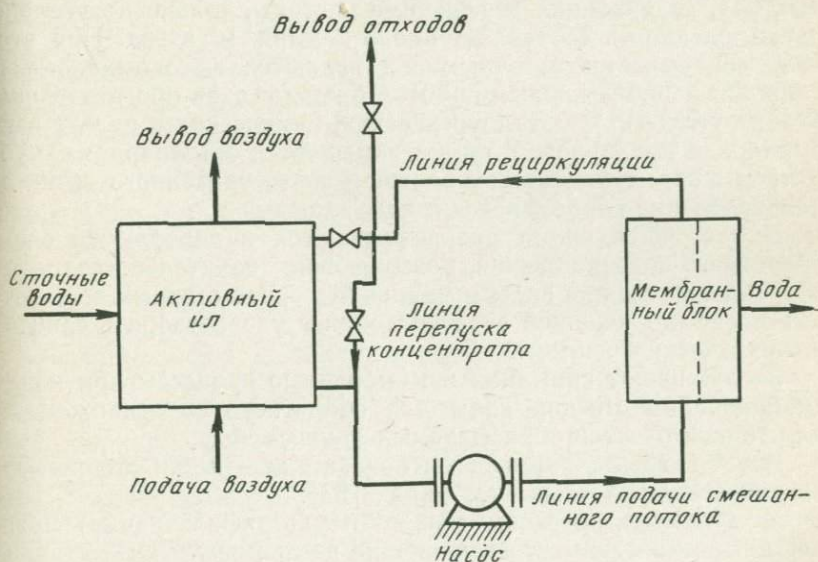 Вывод отходов
Вывод воздуха
Линия рециркуляции
Сточные
воды
Активный
ил
Линия
перепуска
концентрата
Мембран-
ный блок
Вода
Подача воздуха
Линия подачи смешан-
ного потока
Насос